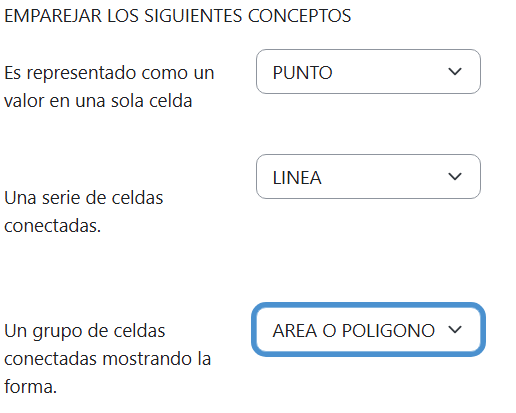 EMPAREJAR LOS SIGUIENTES CONCEPTOS
Es representado como un
valor en una sola celda
PUNTO
Una serie de celdas
conectadas.
LINEA
Un grupo de celdas
conectadas mostrando la
forma.
AREA O POLIGONO